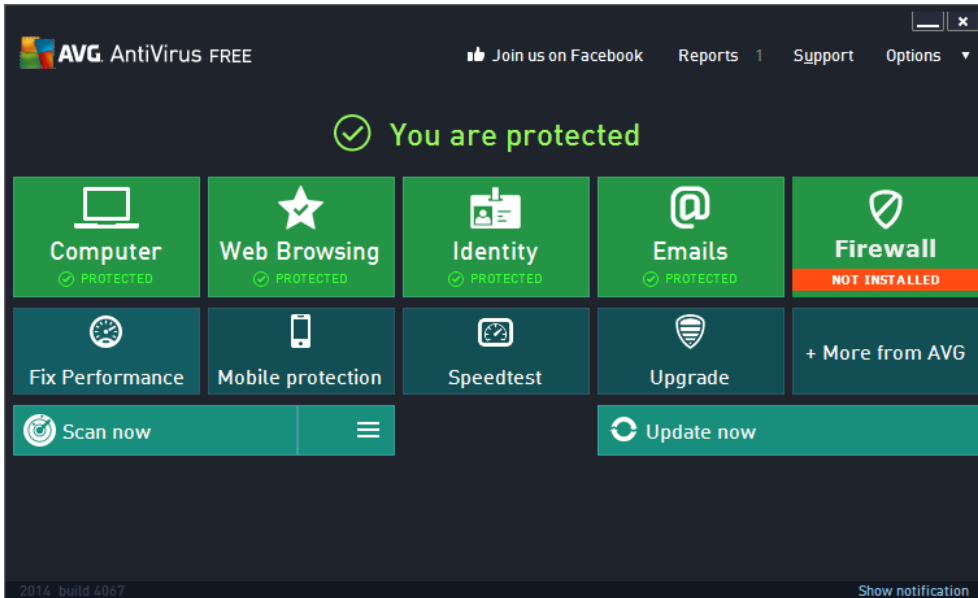 AVG. AntiVirus FREE
Join us on Facebook
Reports 1
Support
Options
You are protected
Computer
PROTECTED
Web Browsing
PROTECTED
Identity
PROTECTED
Emails
PROTECTED
Firewall
NOT INSTALLED
Fix Performance
Mobile protection
Speedtest
Upgrade
+ More from AVG
Scan now
Update now
2014 build 4067
Show notification